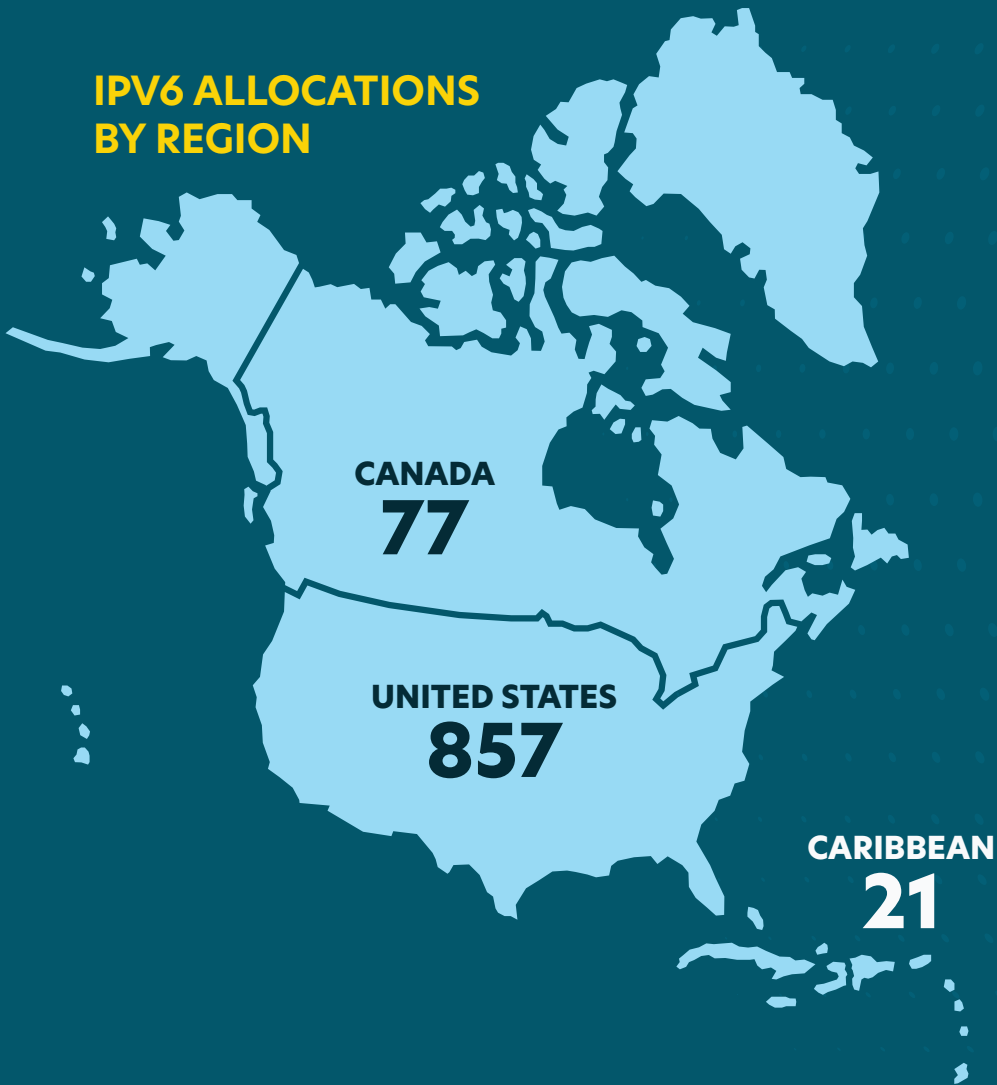 IPV6 ALLOCATIONS
BY REGION
CANADA
77
UNITED STATES
857
CARIBBEAN
21